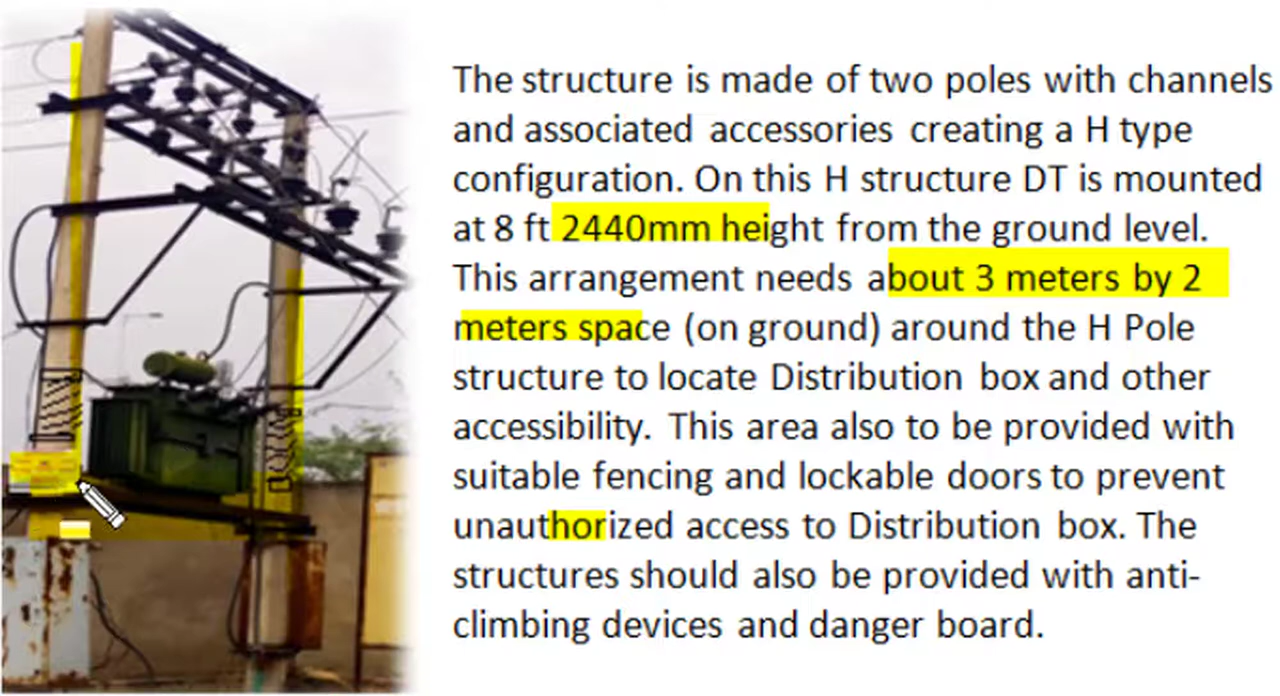 The structure is made of two poles with channels
and associated accessories creating a H type
configuration. On this H structure DT is mounted
at 8 ft 2440mm height from the ground level.
This arrangement needs about 3 meters by 2
meters space (on ground) around the H Pole
structure to locate Distribution box and other
accessibility. This area also to be provided with
suitable fencing and lockable doors to prevent
unauthorized access to Distribution box. The
structures should also be provided with anti-
climbing devices and danger board.